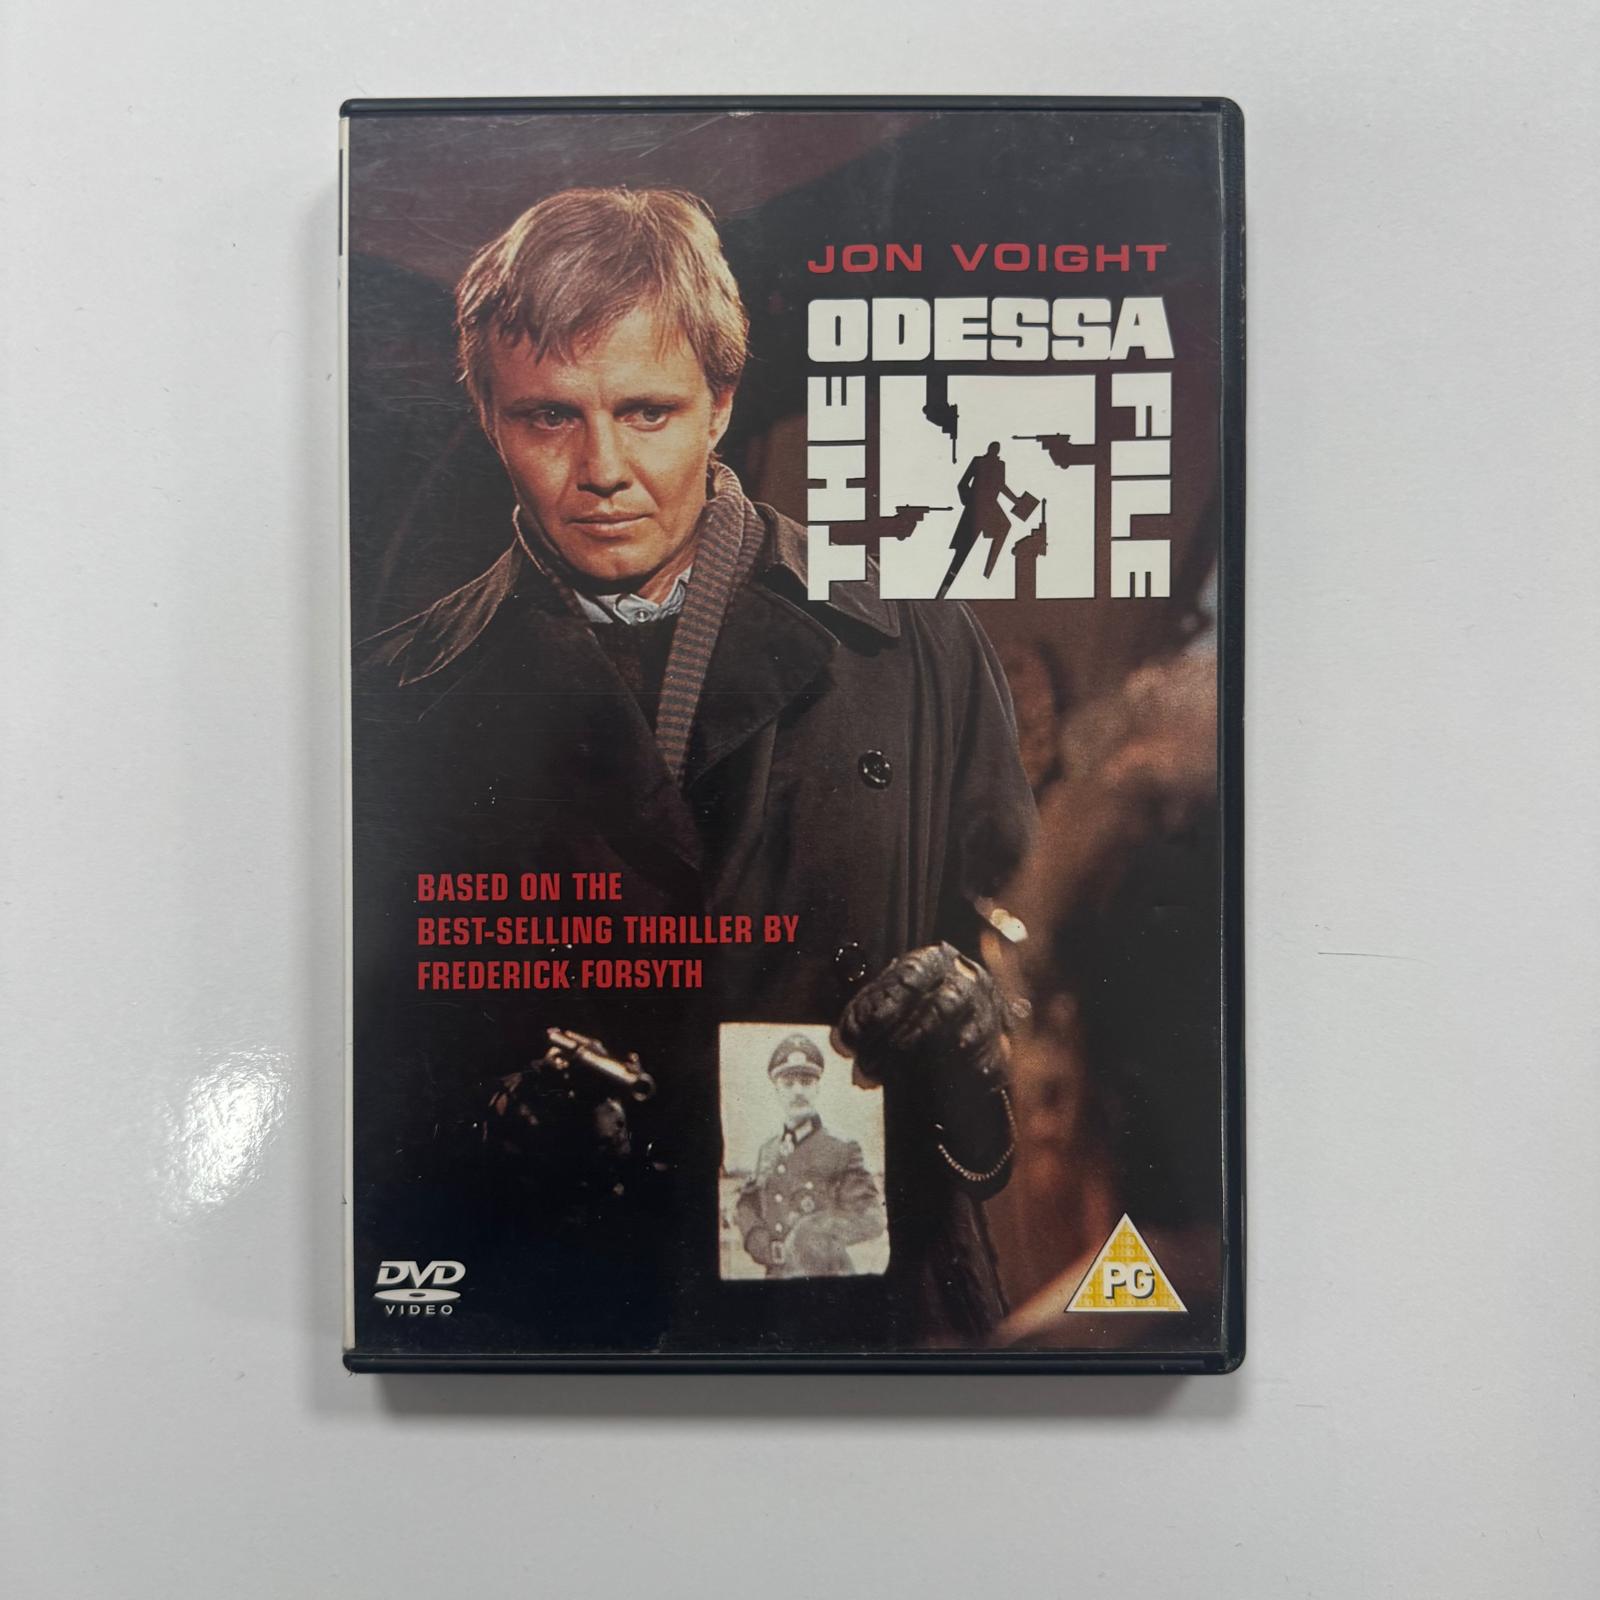 JON VOIGHT
THE ODESSA FILE
BASED ON THE
BEST-SELLING THRILLER BY
FREDERICK FORSYTH
DVD
VIDEO
PG